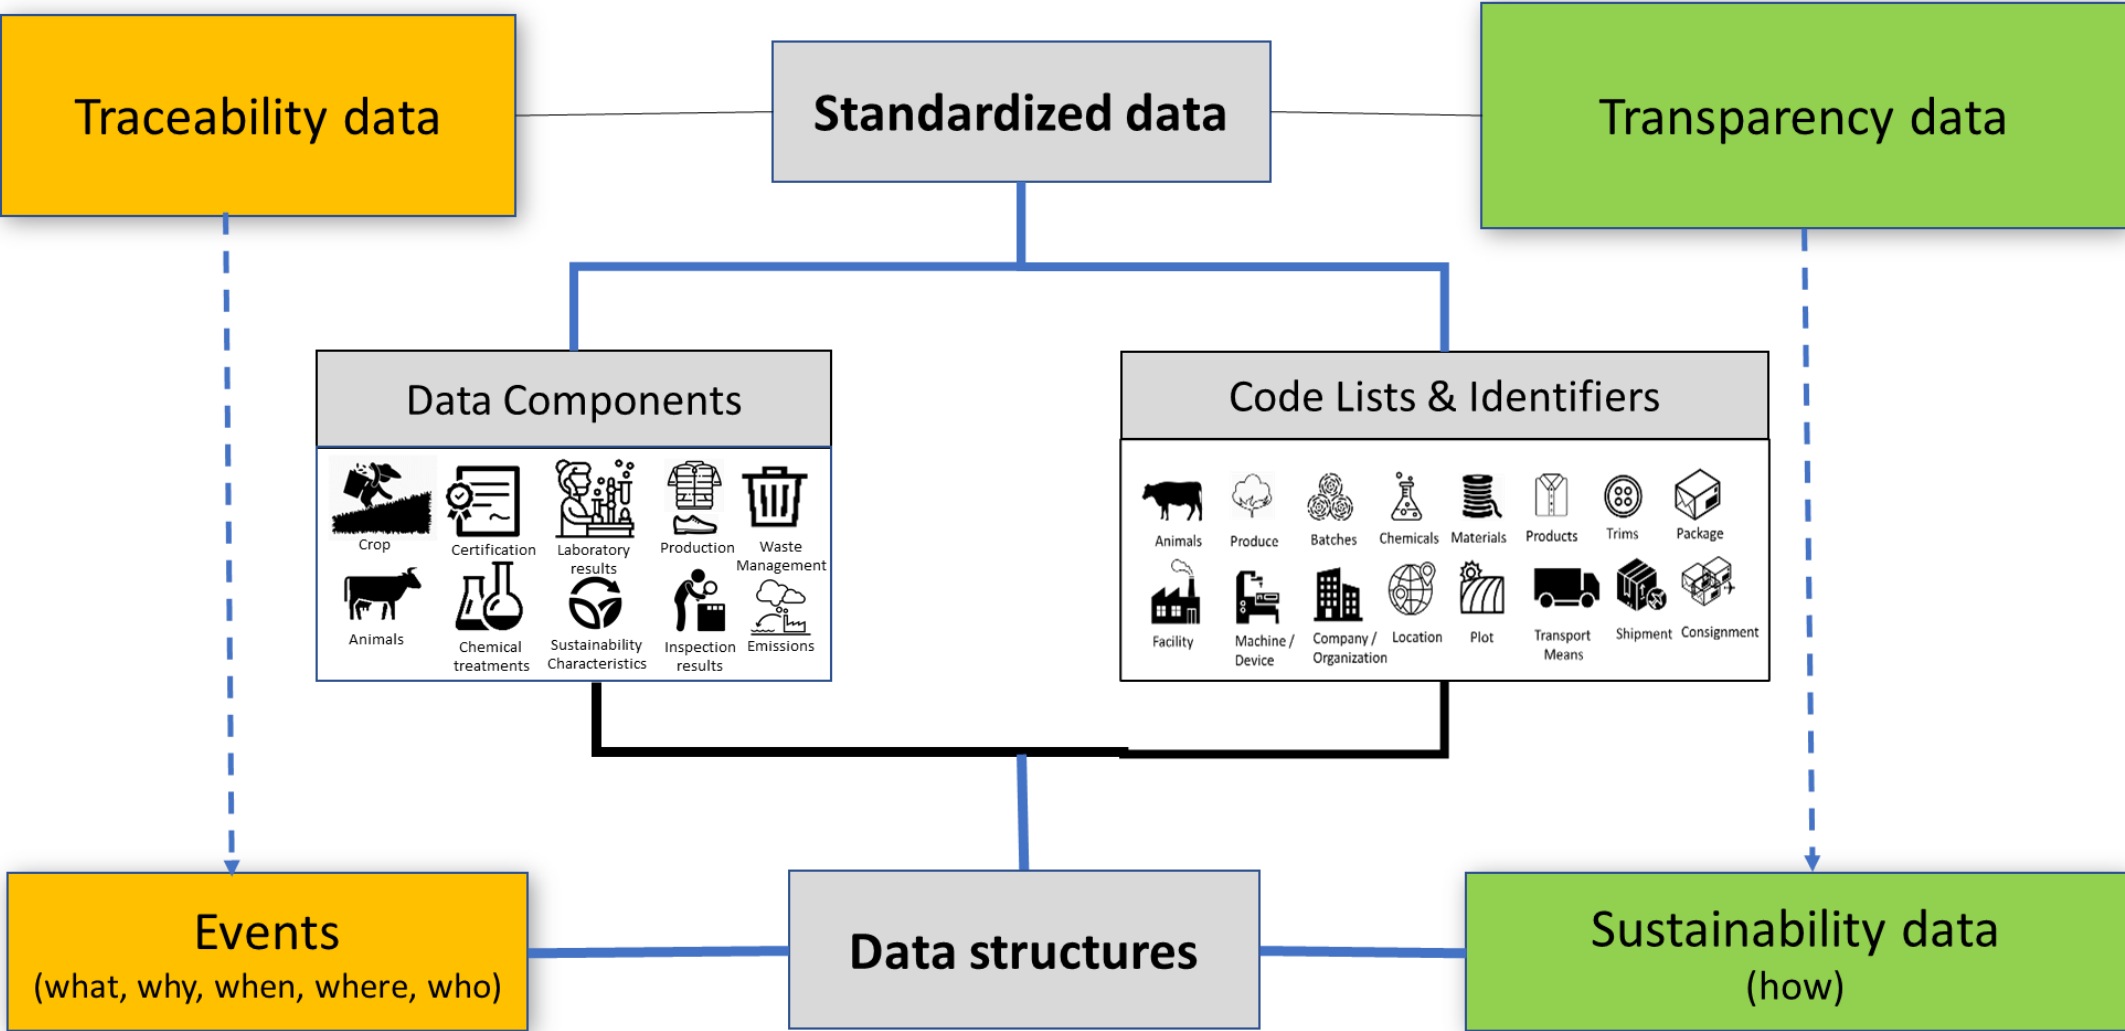 Traceability data
Standardized data
Transparency data
Data Components
Crop
Certification
Laboratory
results
Production
Waste
Management
Animals
Chemical
treatments
Sustainability
Characteristics
Inspection
results
Emissions
Code Lists & Identifiers
Animals
Produce
Batches
Chemicals
Materials
Products
Trims
Package
Facility
Machine /
Device
Company /
Organization
Location
Plot
Transport
Means
Shipment
Consignment
Events
(what, why, when, where, who)
Data structures
Sustainability data
(how)